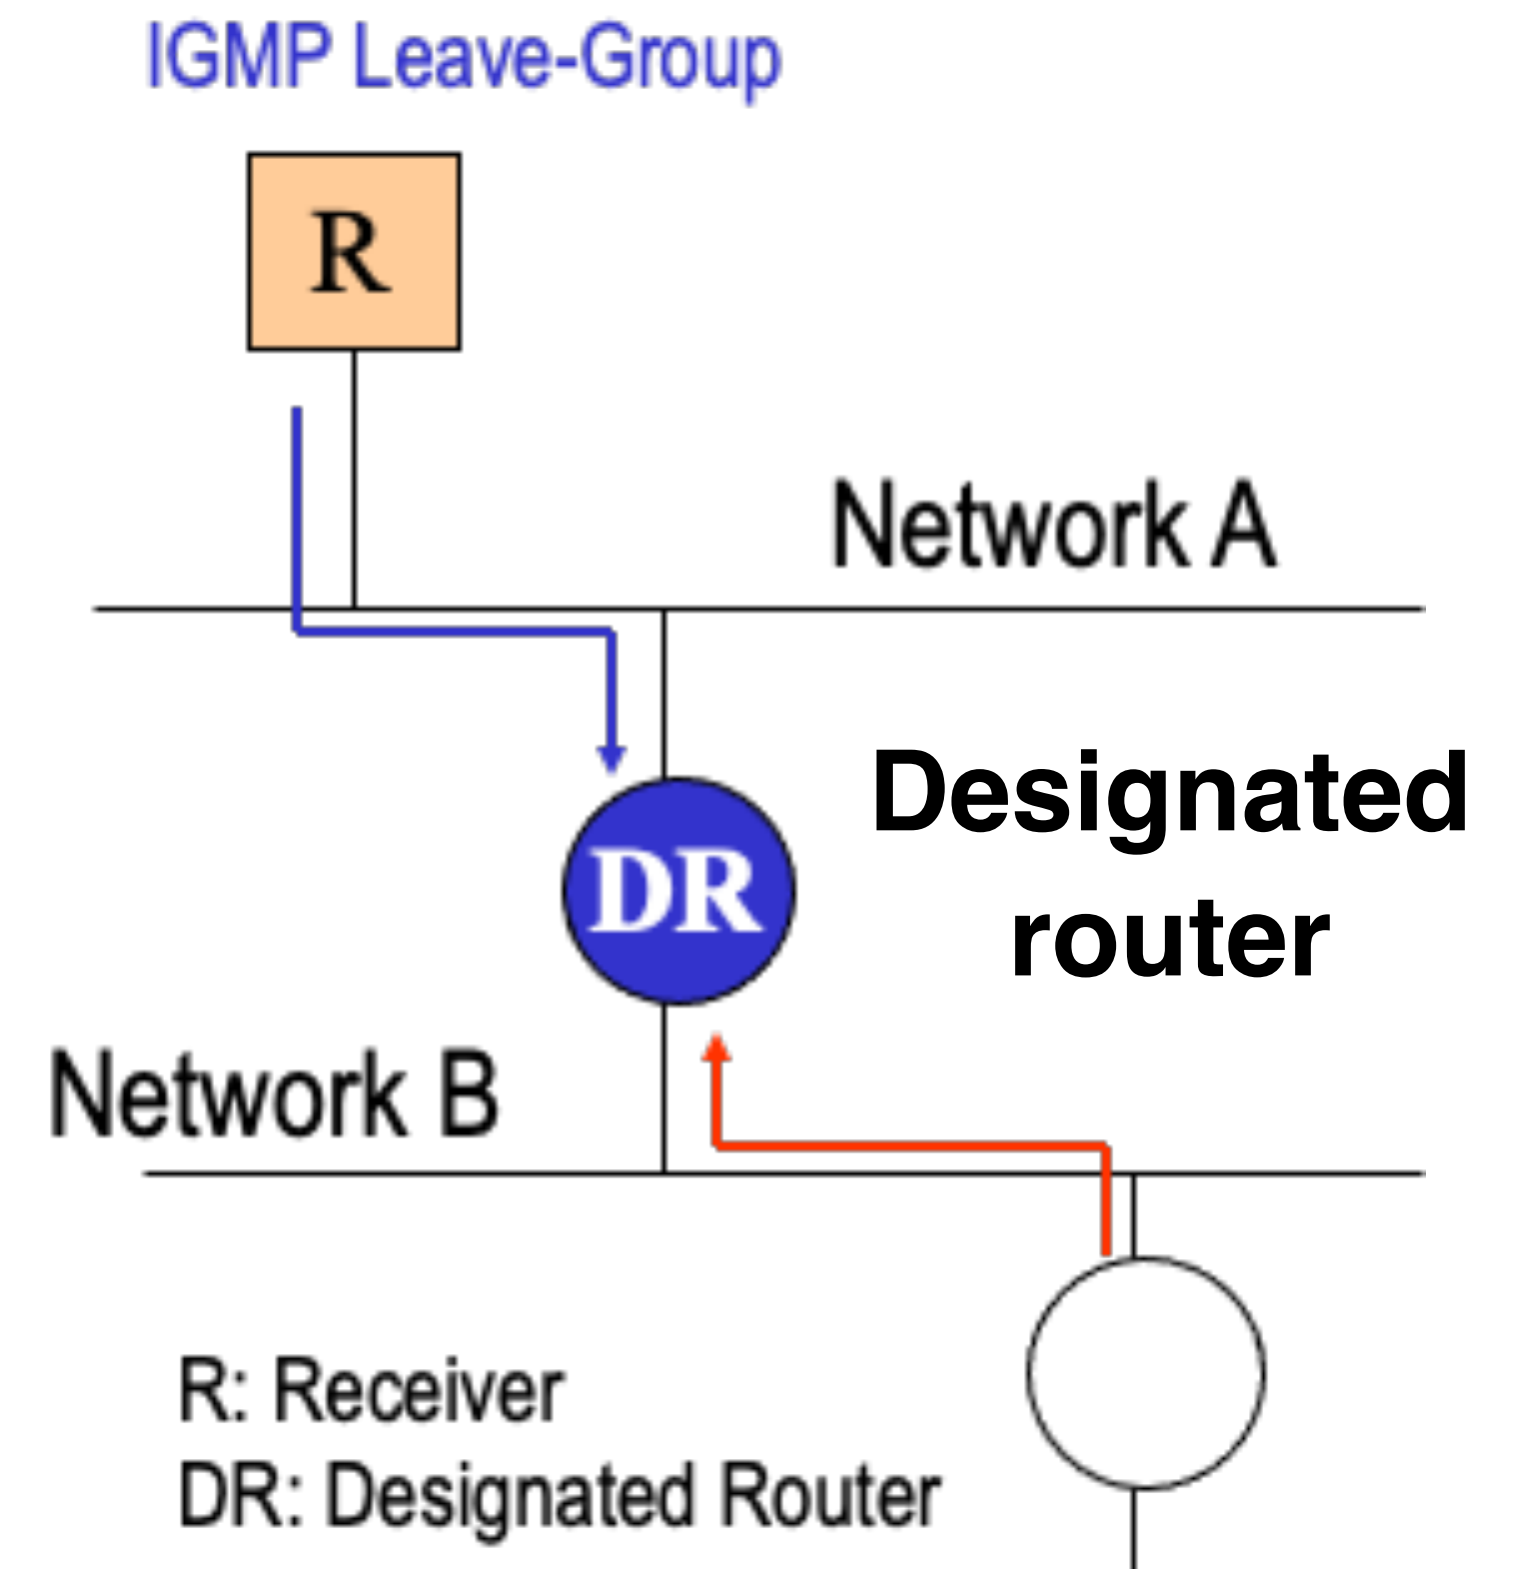 IGMP Leave-Group
R
Network A
Designated
router
DR
Network B
R: Receiver
DR: Designated Router